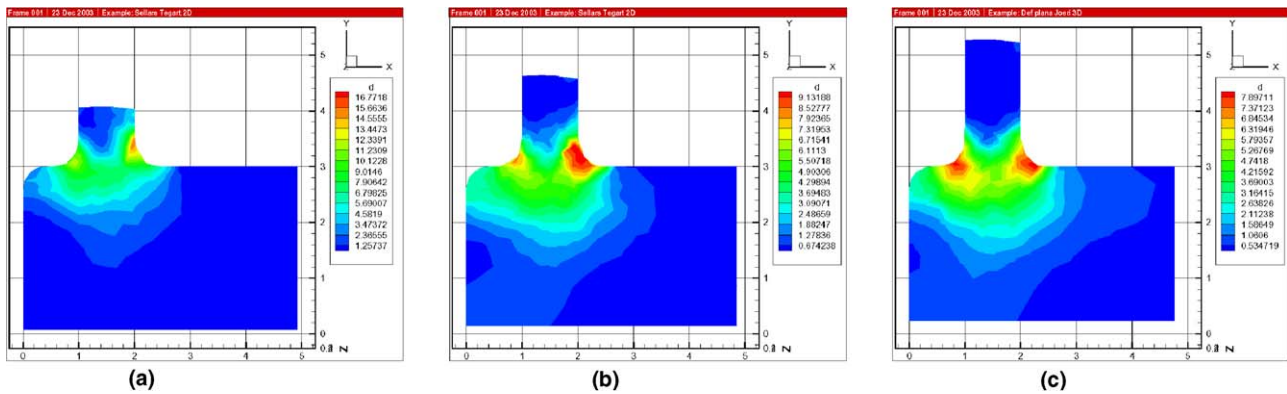 Frame 001 | 23 Dec 2003 | Example: Sellars Tegart 2D
Y
X
Z
d
16.7718
15.6636
14.5555
13.4473
12.3391
11.2309
10.1228
9.0146
7.90642
6.79825
5.69007
4.5819
3.47372
2.36555
1.25737
5
4
3
2
1
0
Z
0 1 2 3 4 5
(a)
Frame 001 | 23 Dec 2003 | Example: Sellars Tegart 2D
Y
X
Z
d
9.13188
8.52777
7.92365
7.31953
6.71541
6.1113
5.50718
4.90306
4.29894
3.69483
3.09071
2.48659
1.88247
1.27836
0.674238
5
4
3
2
1
0
Z
0 1 2 3 4 5
(b)
Frame 001 | 23 Dec 2003 | Example: Def plana Joel 3D
Y
X
Z
d
7.89711
7.37123
6.84534
6.31946
5.79357
5.26769
4.7418
4.21592
3.69003
3.16415
2.63826
2.11238
1.58649
1.0606
0.534719
5
4
3
2
1
0
Z
0 1 2 3 4 5
(c)